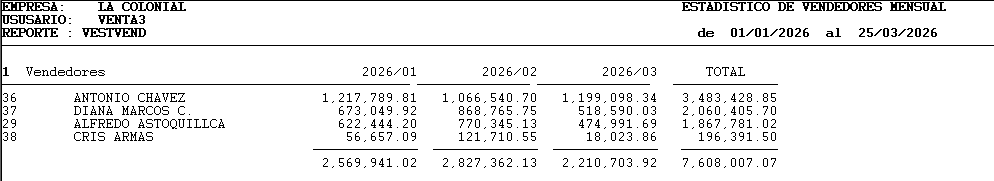 EMPRESA: LA COLONIAL ESTADISTICO DE VENDEDORES MENSUAL
USUSARIO: VENTA3
REPORTE : VESTVEND de 01/01/2026 al 25/03/2026
1 Vendedores 2026/01 2026/02 2026/03 TOTAL
36 ANTONIO CHAVEZ 1,217,789.81 1,066,540.70 1,199,098.34 3,483,428.85
37 DIANA MARCOS C. 673,049.92 868,765.75 518,590.03 2,060,405.70
29 ALFREDO ASTOQUILLCA 622,444.20 770,345.13 474,991.69 1,867,781.02
38 CRIS ARMAS 56,657.09 121,710.55 18,023.86 196,391.50
2,569,941.02 2,827,362.13 2,210,703.92 7,608,007.07